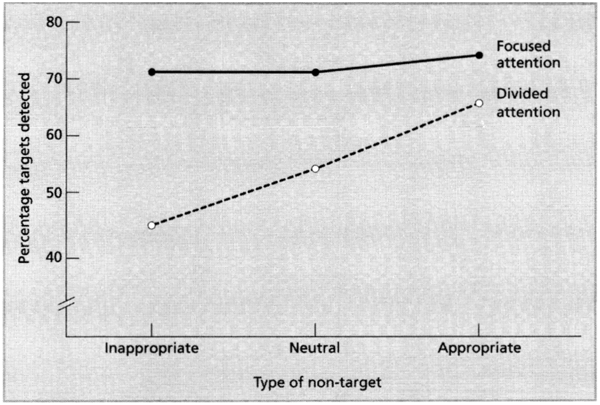 80
70
60
50
40
Percentage targets detected
Focused
attention
Divided
attention
Inappropriate
Neutral
Appropriate
Type of non-target